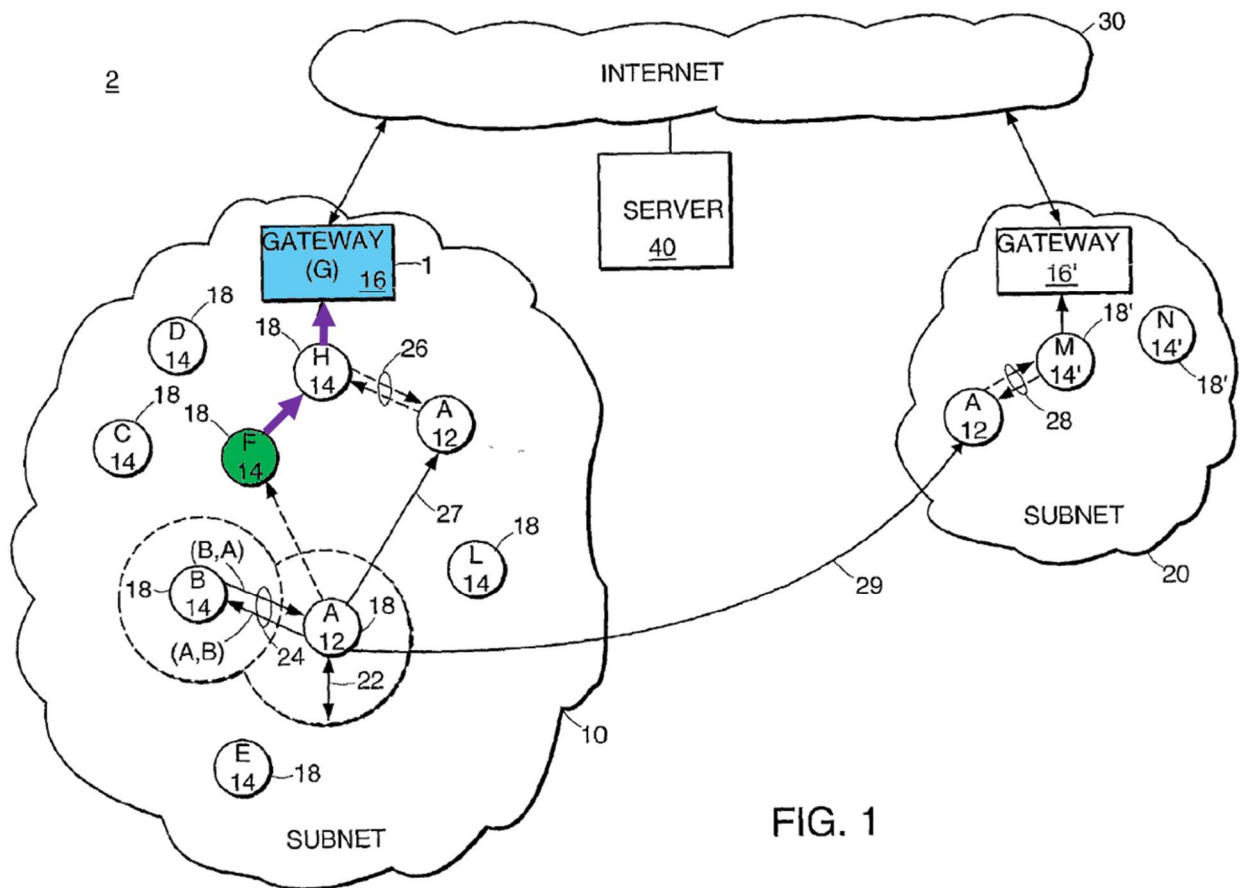 30
2
INTERNET
GATEWAY
(G)
16
1
SERVER
40
GATEWAY
16'
18
D
14
18
H
14
26
18'
M
14'
N
14'
18'
18
C
14
18
F
14
A
12
A
12
28
27
SUBNET
18
L
14
29
20
(B,A)
18
B
14
A
12
18
(A,B)
24
22
10
E
14
18
SUBNET
FIG. 1